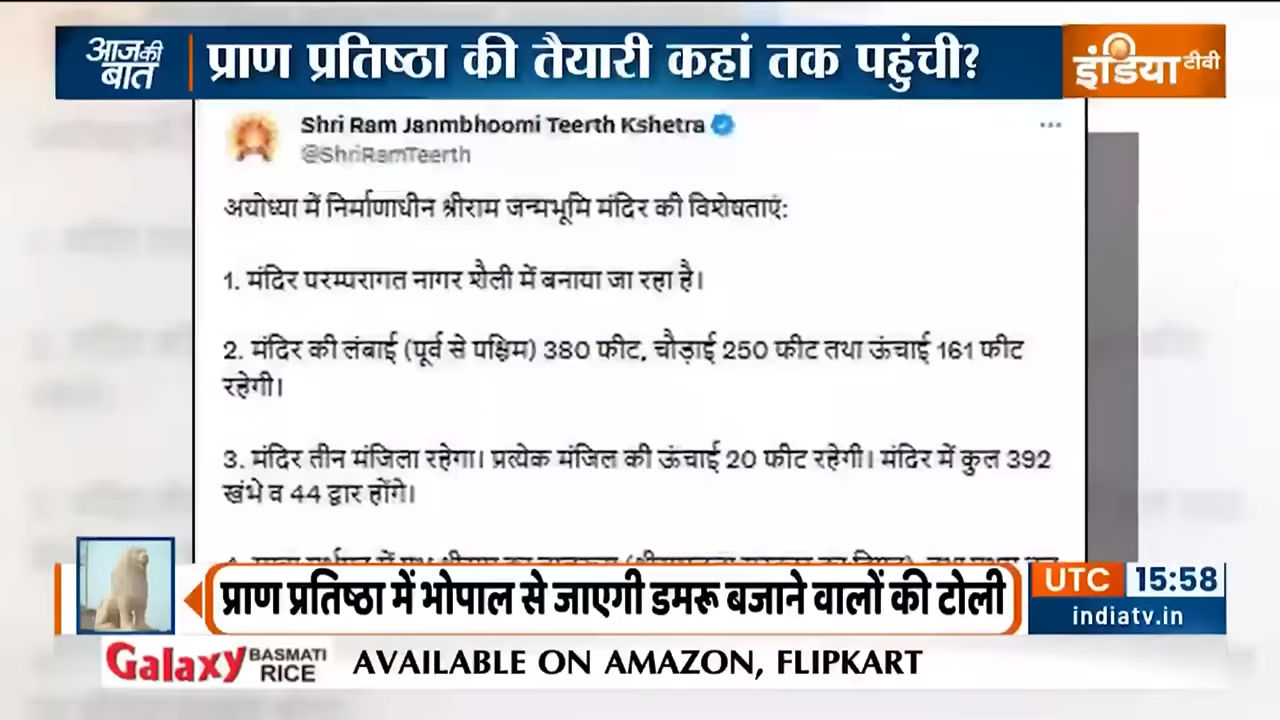 आज की
बात
प्राण प्रतिष्ठा की तैयारी कहां तक पहुंची?
इंडिया टीवी
Shri Ram Janmbhoomi Teerth Kshetra
@ShriRamTeerth
अयोध्या में निर्माणाधीन श्रीराम जन्मभूमि मंदिर की विशेषताएं:
1. मंदिर परम्परागत नागर शैली में बनाया जा रहा है।
2. मंदिर की लंबाई (पूर्व से पश्चिम) 380 फीट, चौड़ाई 250 फीट तथा ऊंचाई 161 फीट
रहेगी।
3. मंदिर तीन मंजिला रहेगा। प्रत्येक मंजिल की ऊंचाई 20 फीट रहेगी। मंदिर में कुल 392
खंभे व 44 द्वार होंगे।
प्राण प्रतिष्ठा में भोपाल से जाएगी डमरू बजाने वालों की टोली
UTC 15:58
indiatv.in
Galaxy BASMATI
RICE
AVAILABLE ON AMAZON, FLIPKART